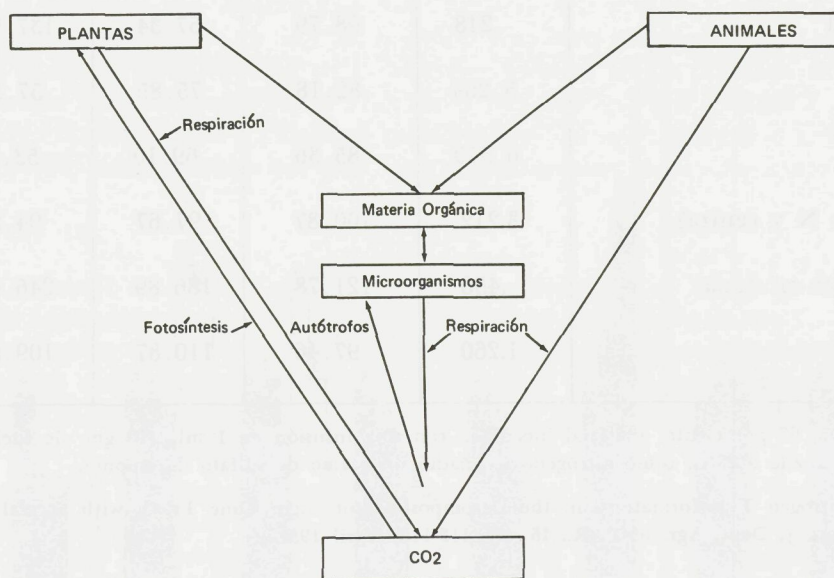 PLANTAS
ANIMALES
Respiración
Materia Orgánica
Microorganismos
Fotosíntesis
Autótrofos
Respiración
CO2